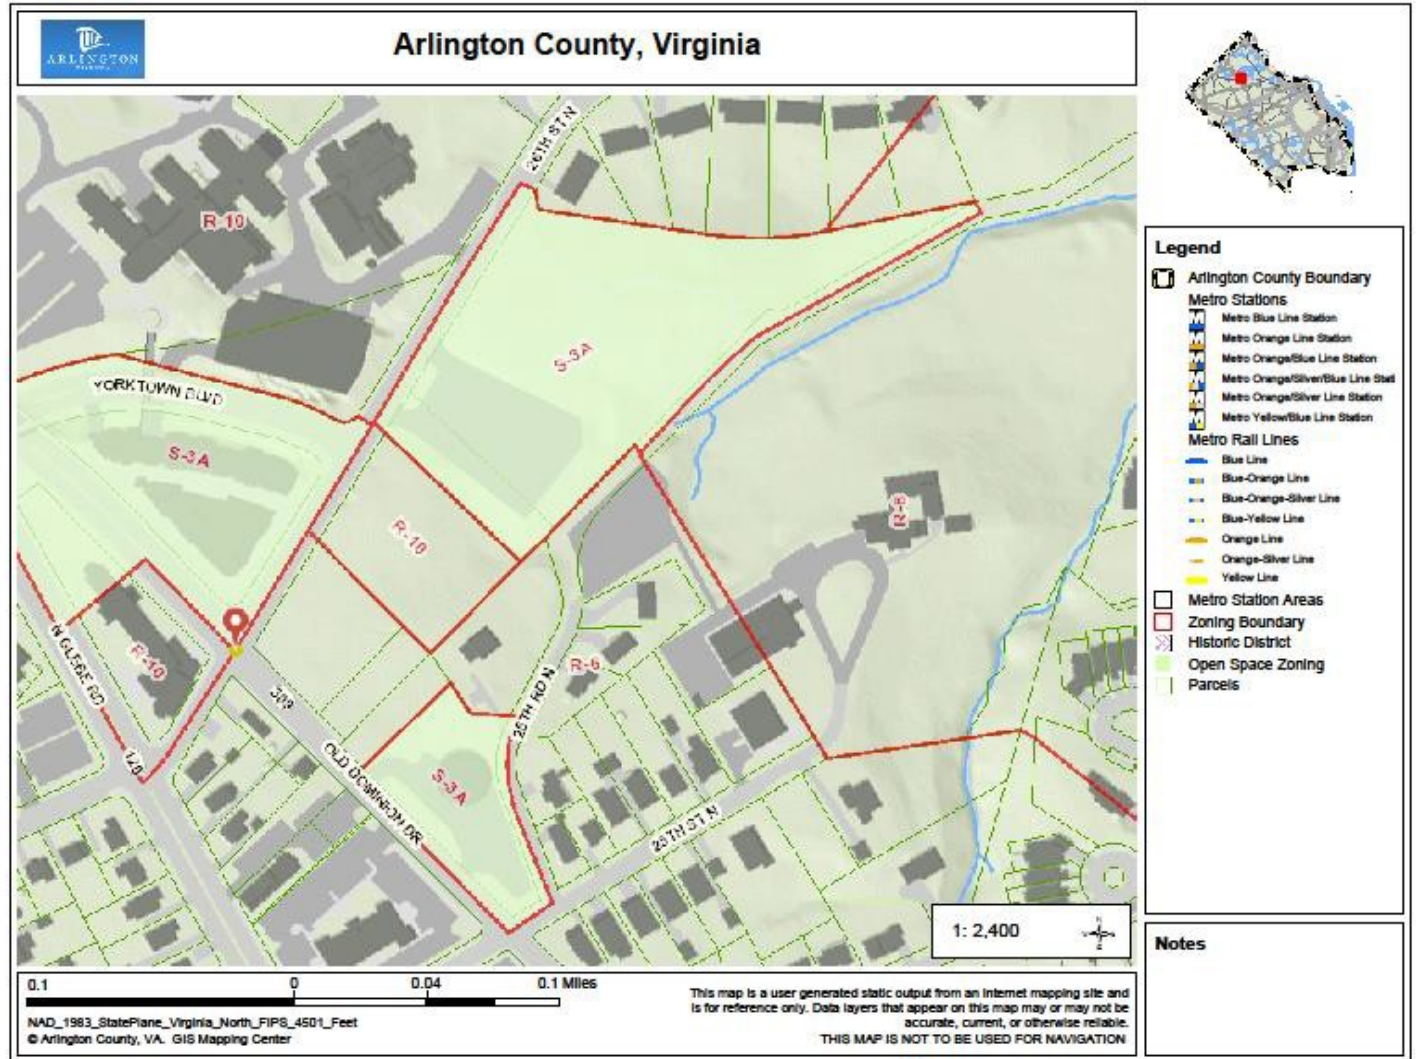 ARLINGTON
VIRGINIA
Arlington County, Virginia
26TH ST N
R-10
S-3A
YORKTOWN BLVD
S-3A
R-10
R-8
N GLEBE RD
R-10
R-6
309
25TH RD N
120
OLD DOMINION DR
S-3A
25TH ST N
1: 2,400
Legend
Arlington County Boundary
Metro Stations
Metro Blue Line Station
Metro Orange Line Station
Metro Orange/Blue Line Station
Metro Orange/Silver/Blue Line Stati
Metro Orange/Silver Line Station
Metro Yellow/Blue Line Station
Metro Rail Lines
Blue Line
Blue-Orange Line
Blue-Orange-Silver Line
Blue-Yellow Line
Orange Line
Orange-Silver Line
Yellow Line
Metro Station Areas
Zoning Boundary
Historic District
Open Space Zoning
Parcels
Notes
0.1 0 0.04 0.1 Miles
NAD_1983_StatePlane_Virginia_North_FIPS_4501_Feet
© Arlington County, VA. GIS Mapping Center
This map is a user generated static output from an Internet mapping site and
is for reference only. Data layers that appear on this map may or may not be
accurate, current, or otherwise reliable.
THIS MAP IS NOT TO BE USED FOR NAVIGATION